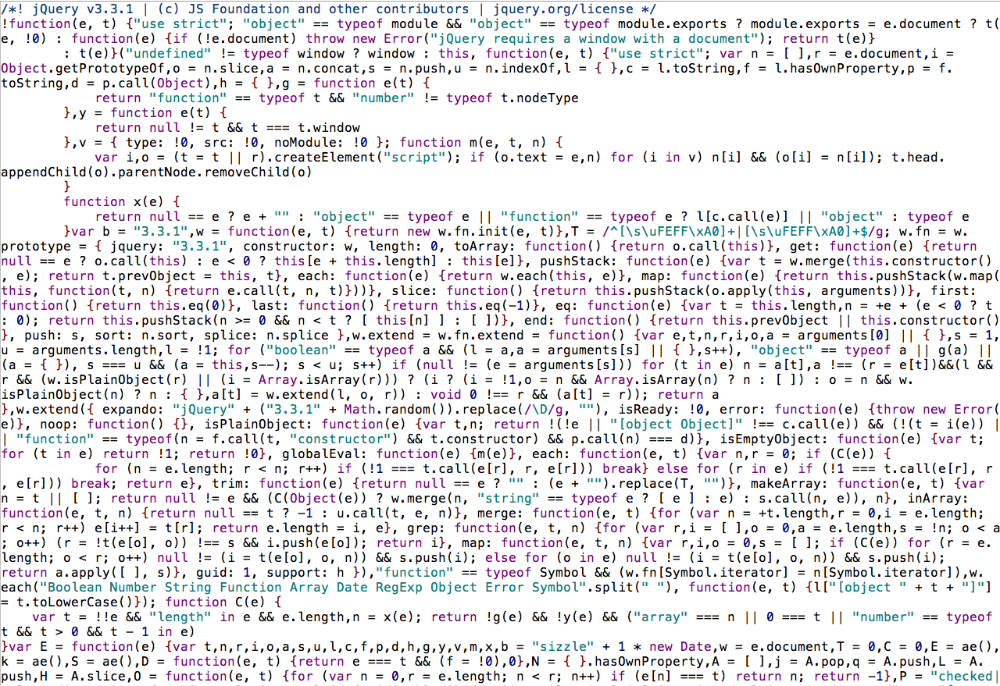 /*! jQuery v3.3.1 | (c) JS Foundation and other contributors | jquery.org/license */
!function(e, t) {"use strict"; "object" == typeof module && "object" == typeof module.exports ? module.exports = e.document ? t(
e, !0) : function(e) {if (!e.document) throw new Error("jQuery requires a window with a document"); return t(e)}
        : t(e)}("undefined" != typeof window ? window : this, function(e, t) {"use strict"; var n = [ ],r = e.document,i =
Object.getPrototypeOf,o = n.slice,a = n.concat,s = n.push,u = n.indexOf,l = { },c = l.toString,f = l.hasOwnProperty,p = f.
toString,d = p.call(Object),h = { },g = function e(t) {
            return "function" == typeof t && "number" != typeof t.nodeType
        },y = function e(t) {
            return null != t && t === t.window
        },v = { type: !0, src: !0, noModule: !0 }; function m(e, t, n) {
            var i,o = (t = t || r).createElement("script"); if (o.text = e,n) for (i in v) n[i] && (o[i] = n[i]); t.head.
appendChild(o).parentNode.removeChild(o)
        }
        function x(e) {
            return null == e ? e + "" : "object" == typeof e || "function" == typeof e ? l[c.call(e)] || "object" : typeof e
        }var b = "3.3.1",w = function(e, t) {return new w.fn.init(e, t)},T = /^[\s\uFEFF\xA0]+|[\s\uFEFF\xA0]+$/g; w.fn = w.
prototype = { jquery: "3.3.1", constructor: w, length: 0, toArray: function() {return o.call(this)}, get: function(e) {return
null == e ? o.call(this) : e < 0 ? this[e + this.length] : this[e]}, pushStack: function(e) {var t = w.merge(this.constructor()
, e); return t.prevObject = this, t}, each: function(e) {return w.each(this, e)}, map: function(e) {return this.pushStack(w.map(
this, function(t, n) {return e.call(t, n, t)}))}, slice: function() {return this.pushStack(o.apply(this, arguments))}, first:
function() {return this.eq(0)}, last: function() {return this.eq(-1)}, eq: function(e) {var t = this.length,n = +e + (e < 0 ? t
: 0); return this.pushStack(n >= 0 && n < t ? [ this[n] ] : [ ])}, end: function() {return this.prevObject || this.constructor()
}, push: s, sort: n.sort, splice: n.splice },w.extend = w.fn.extend = function() {var e,t,n,r,i,o,a = arguments[0] || { },s = 1,
u = arguments.length,l = !1; for ("boolean" == typeof a && (l = a,a = arguments[s] || { },s++), "object" == typeof a || g(a) ||
(a = { }), s === u && (a = this,s--); s < u; s++) if (null != (e = arguments[s])) for (t in e) n = a[t],a !== (r = e[t])&&(l &&
r && (w.isPlainObject(r) || (i = Array.isArray(r))) ? (i ? (i = !1,o = n && Array.isArray(n) ? n : [ ]) : o = n && w.
isPlainObject(n) ? n : { },a[t] = w.extend(l, o, r)) : void 0 !== r && (a[t] = r)); return a
},w.extend({ expando: "jQuery" + ("3.3.1" + Math.random()).replace(/\D/g, ""), isReady: !0, error: function(e) {throw new Error(
e)}, noop: function() {}, isPlainObject: function(e) {var t,n; return !(!e || "[object Object]" !== c.call(e)) && (!(t = i(e)) |
| "function" == typeof(n = f.call(t, "constructor") && t.constructor) && p.call(n) === d)}, isEmptyObject: function(e) {var t;
for (t in e) return !1; return !0}, globalEval: function(e) {m(e)}, each: function(e, t) {var n,r = 0; if (C(e)) {
            for (n = e.length; r < n; r++) if (!1 === t.call(e[r], r, e[r])) break} else for (r in e) if (!1 === t.call(e[r], r
, e[r])) break; return e}, trim: function(e) {return null == e ? "" : (e + "").replace(T, "")}, makeArray: function(e, t) {var
n = t || [ ]; return null != e && (C(Object(e)) ? w.merge(n, "string" == typeof e ? [ e ] : e) : s.call(n, e)), n}, inArray:
function(e, t, n) {return null == t ? -1 : u.call(t, e, n)}, merge: function(e, t) {for (var n = +t.length,r = 0,i = e.length;
r < n; r++) e[i++] = t[r]; return e.length = i, e}, grep: function(e, t, n) {for (var r,i = [ ],o = 0,a = e.length,s = !n; o < a
; o++) (r = !t(e[o], o)) !== s && i.push(e[o]); return i}, map: function(e, t, n) {var r,i,o = 0,s = [ ]; if (C(e)) for (r = e.
length; o < r; o++) null != (i = t(e[o], o, n)) && s.push(i); else for (o in e) null != (i = t(e[o], o, n)) && s.push(i);
return a.apply([ ], s)}, guid: 1, support: h }),"function" == typeof Symbol && (w.fn[Symbol.iterator] = n[Symbol.iterator]),w.
each("Boolean Number String Function Array Date RegExp Object Error Symbol".split(" "), function(e, t) {l["[object " + t + "]"]
= t.toLowerCase()}); function C(e) {
    var t = !!e && "length" in e && e.length,n = x(e); return !g(e) && !y(e) && ("array" === n || 0 === t || "number" == typeof
t && t > 0 && t - 1 in e)
}var E = function(e) {var t,n,r,i,o,a,s,u,l,c,f,p,d,h,g,y,v,m,x,b = "sizzle" + 1 * new Date,w = e.document,T = 0,C = 0,E = ae(),
k = ae(),S = ae(),D = function(e, t) {return e === t && (f = !0),0},N = { }.hasOwnProperty,A = [ ],j = A.pop,q = A.push,L = A.
push,H = A.slice,O = function(e, t) {for (var n = 0,r = e.length; n < r; n++) if (e[n] === t) return n; return -1},P = "checked|